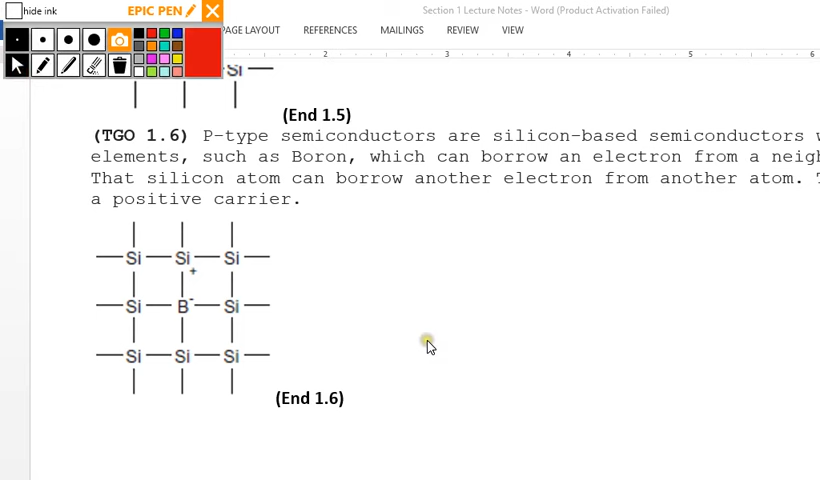 hide ink
EPIC PEN
Section 1 Lecture Notes - Word (Product Activation Failed)
PAGE LAYOUT REFERENCES MAILINGS REVIEW VIEW
2 3 4 5 6
Si
(End 1.5)
(TGO 1.6) P-type semiconductors are silicon-based semiconductors
elements, such as Boron, which can borrow an electron from a
That silicon atom can borrow another electron from another atom.
a positive carrier.
Si Si Si
+
Si B- Si
Si Si Si
(End 1.6)